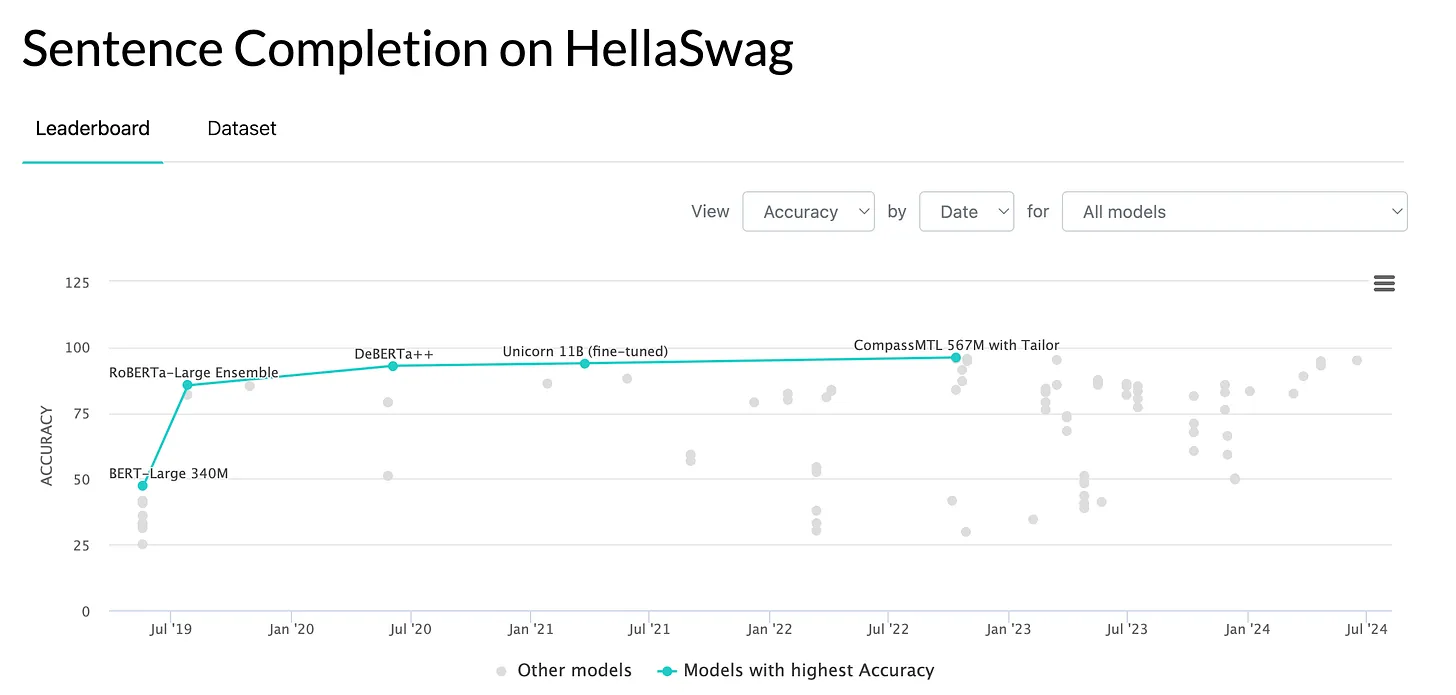 Sentence Completion on HellaSwag
Leaderboard Dataset
View Accuracy by Date for All models
125
100
75
50
25
0
ACCURACY
RoBERTa-Large Ensemble
BERT-Large 340M
DeBERTa++
Unicorn 11B (fine-tuned)
CompassMTL 567M with Tailor
Jul '19 Jan '20 Jul '20 Jan '21 Jul '21 Jan '22 Jul '22 Jan '23 Jul '23 Jan '24 Jul '24
Other models Models with highest Accuracy